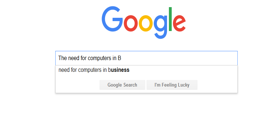 Google
The need for computers in B
need for computers in business
Google Search I'm Feeling Lucky